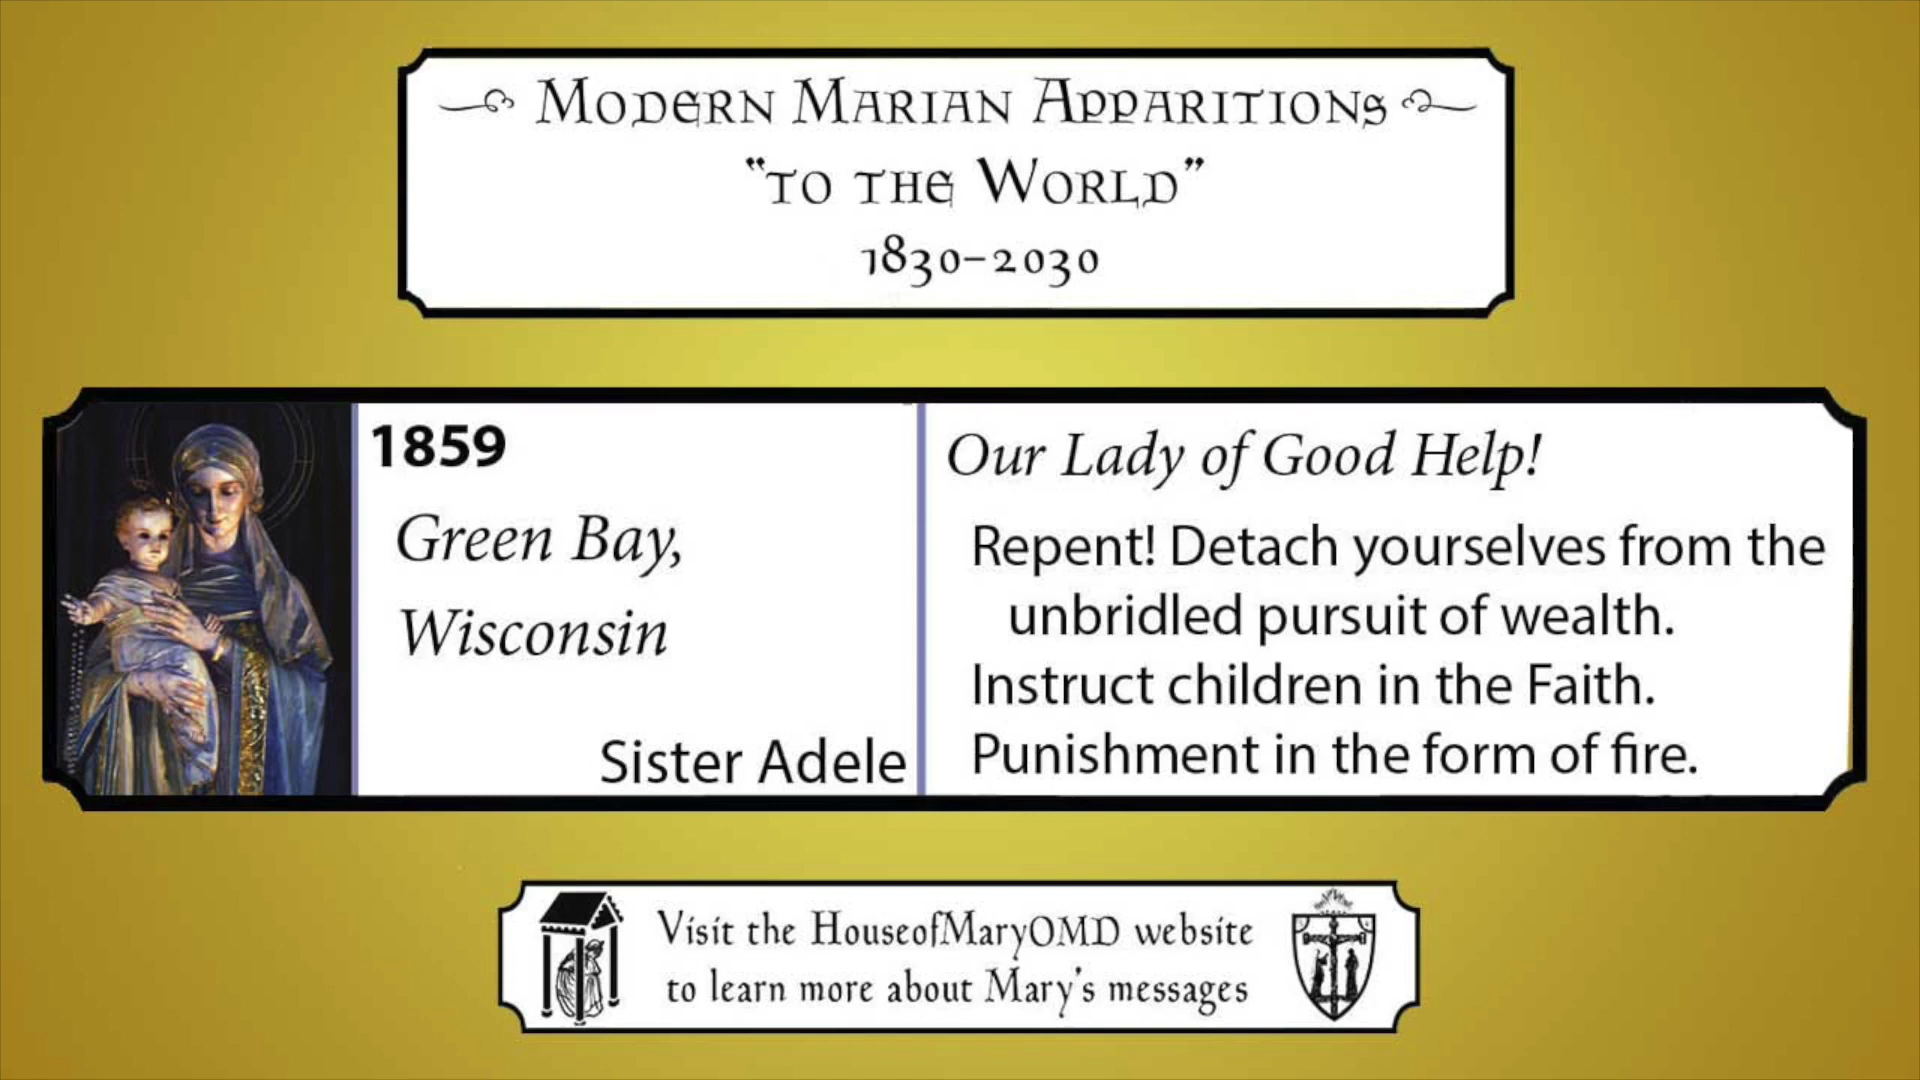 Modern Marian Apparitions
"to the World"
1830–2030
1859
Green Bay,
Wisconsin
Sister Adele
Our Lady of Good Help!
Repent! Detach yourselves from the
unbridled pursuit of wealth.
Instruct children in the Faith.
Punishment in the form of fire.
Visit the HouseofMaryOMD website
to learn more about Mary's messages